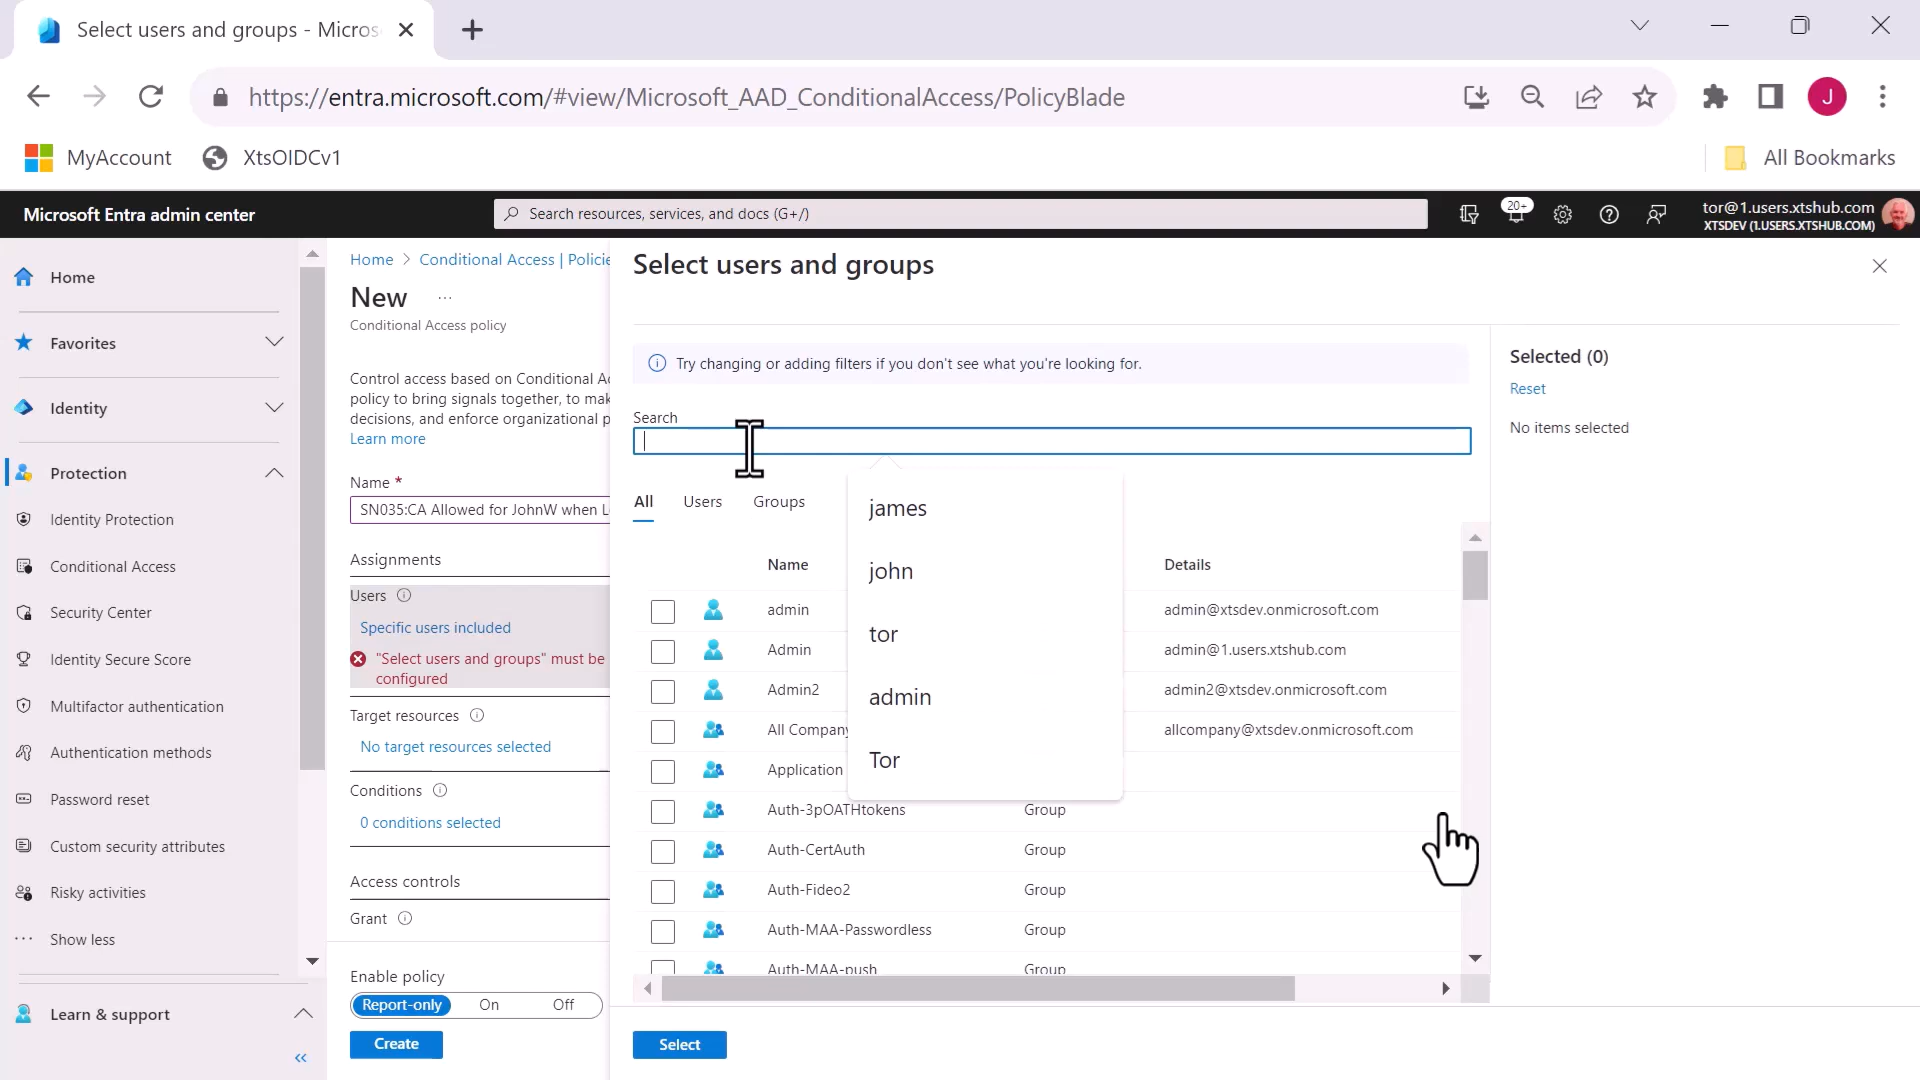 Select users and groups - Micros
https://entra.microsoft.com/#view/Microsoft_AAD_ConditionalAccess/PolicyBlade
J
MyAccount
XtsOIDCv1
All Bookmarks
Microsoft Entra admin center
Search resources, services, and docs (G+/)
20+
tor@1.users.xtshub.com
XTSDEV (1.USERS.XTSHUB.COM)
Home
Favorites
Identity
Protection
Identity Protection
Conditional Access
Security Center
Identity Secure Score
Multifactor authentication
Authentication methods
Password reset
Custom security attributes
Risky activities
Show less
Learn & support
Home > Conditional Access | Policie
New ...
Conditional Access policy
Control access based on Conditional Ac
policy to bring signals together, to mak
decisions, and enforce organizational p
Learn more
Name *
SN035:CA Allowed for JohnW when L
Assignments
Users
Specific users included
"Select users and groups" must be
configured
Target resources
No target resources selected
Conditions
0 conditions selected
Access controls
Grant
Enable policy
Report-only On Off
Create
Select users and groups
Try changing or adding filters if you don't see what you're looking for.
Search
All Users Groups
james
john
tor
admin
Tor
Name Details
admin admin@xtsdev.onmicrosoft.com
Admin admin@1.users.xtshub.com
Admin2 admin2@xtsdev.onmicrosoft.com
All Company allcompany@xtsdev.onmicrosoft.com
Application
Auth-3pOATHtokens Group
Auth-CertAuth Group
Auth-Fideo2 Group
Auth-MAA-Passwordless Group
Auth-MAA-push Group
Select
Selected (0)
Reset
No items selected